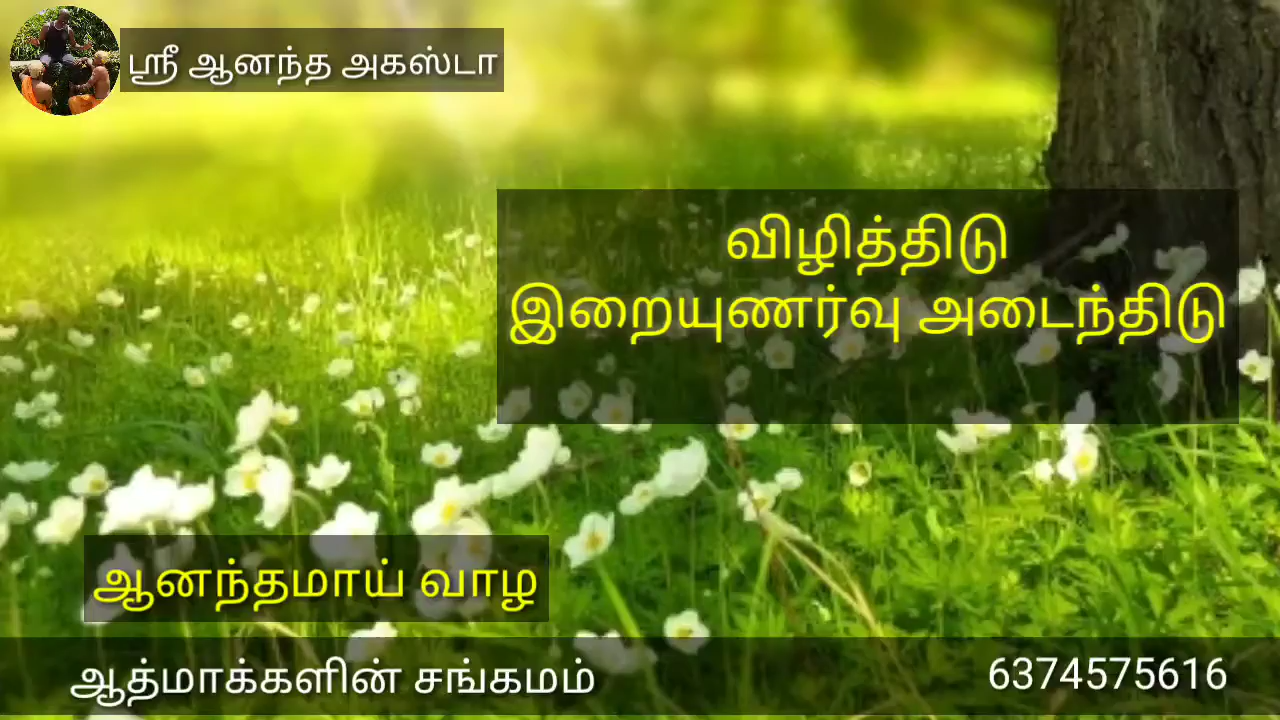 ஸ்ரீ ஆனந்த அகஸ்டா
விழித்திடு
இறையுணர்வு அடைந்திடு
ஆனந்தமாய் வாழ
ஆத்மாக்களின் சங்கமம் 6374575616